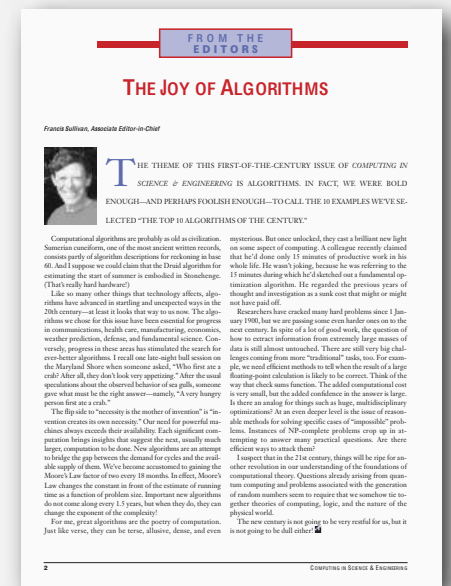 FROM THE
EDITORS
THE JOY OF ALGORITHMS
Francis Sullivan, Associate Editor-in-Chief
THE THEME OF THIS FIRST-OF-THE-CENTURY ISSUE OF COMPUTING IN
SCIENCE & ENGINEERING IS ALGORITHMS. IN FACT, WE WERE BOLD
ENOUGH—AND PERHAPS FOOLISH ENOUGH—TO CALL THE 10 EXAMPLES WE'VE SE-
LECTED “THE TOP 10 ALGORITHMS OF THE CENTURY.”
Computational algorithms are probably as old as civilization.
Sumerian cuneiform, one of the most ancient written records,
consists partly of algorithm descriptions for reckoning in base
60. And I suppose we could claim that the Druid algorithm for
estimating the start of summer is embodied in Stonehenge.
(That's really hard hardware!)
Like so many other things that technology affects, algo-
rithms have advanced in startling and unexpected ways in the
20th century—at least it looks that way to us now. The algo-
rithms we chose for this issue have been essential for progress
in communications, health care, manufacturing, economics,
weather prediction, defense, and fundamental science. Con-
versely, progress in these areas has stimulated the search for
ever-better algorithms. I recall one late-night bull session on
the Maryland Shore when someone asked, “Who first ate a
crab? After all, they don't look very appetizing.” After the usual
speculations about the observed behavior of sea gulls, someone
gave what must be the right answer—namely, “A very hungry
person first ate a crab.”
The flip side to “necessity is the mother of invention” is “in-
vention creates its own necessity.” Our need for powerful ma-
chines always exceeds their availability. Each significant com-
putation brings insights that suggest the next, usually much
larger, computation to be done. New algorithms are an attempt
to bridge the gap between the demand for cycles and the avail-
able supply of them. We've become accustomed to gaining the
Moore's Law factor of two every 18 months. In effect, Moore's
Law changes the constant in front of the estimate of running
time as a function of problem size. Important new algorithms
do not come along every 1.5 years, but when they do, they can
change the exponent of the complexity!
For me, great algorithms are the poetry of computation.
Just like verse, they can be terse, allusive, dense, and even
mysterious. But once unlocked, they cast a brilliant new light
on some aspect of computing. A colleague recently claimed
that he'd done only 15 minutes of productive work in his
whole life. He wasn't joking, because he was referring to the
15 minutes during which he'd sketched out a fundamental op-
timization algorithm. He regarded the previous years of
thought and investigation as a sunk cost that might or might
not have paid off.
Researchers have cracked many hard problems since 1 Jan-
uary 1900, but we are passing some even harder ones on to the
next century. In spite of a lot of good work, the question of
how to extract information from extremely large masses of
data is still almost untouched. There are still very big chal-
lenges coming from more “traditional” tasks, too. For exam-
ple, we need efficient methods to tell when the result of a large
floating-point calculation is likely to be correct. Think of the
way that check sums function. The added computational cost
is very small, but the added confidence in the answer is large.
Is there an analog for things such as huge, multidisciplinary
optimizations? At an even deeper level is the issue of reason-
able methods for solving specific cases of “impossible” prob-
lems. Instances of NP-complete problems crop up in at-
tempting to answer many practical questions. Are there
efficient ways to attack them?
I suspect that in the 21st century, things will be ripe for an-
other revolution in our understanding of the foundations of
computational theory. Questions already arising from quan-
tum computing and problems associated with the generation
of random numbers seem to require that we somehow tie to-
gether theories of computing, logic, and the nature of the
physical world.
The new century is not going to be very restful for us, but it
is not going to be dull either!
2
COMPUTING IN SCIENCE & ENGINEERING